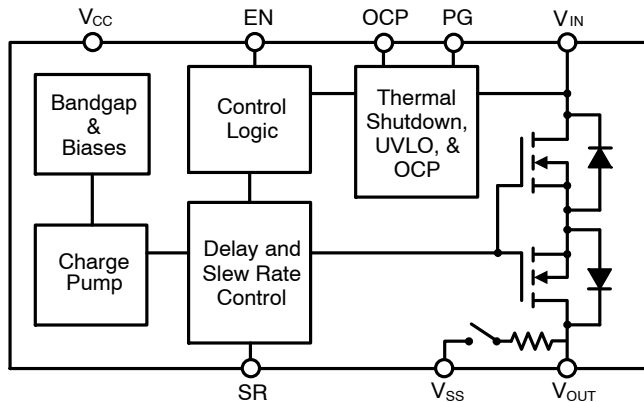 VCC
EN
OCP
PG
VIN
Bandgap
&
Biases
Control
Logic
Thermal
Shutdown,
UVLO, &
OCP
Charge
Pump
Delay and
Slew Rate
Control
SR
VSS
VOUT